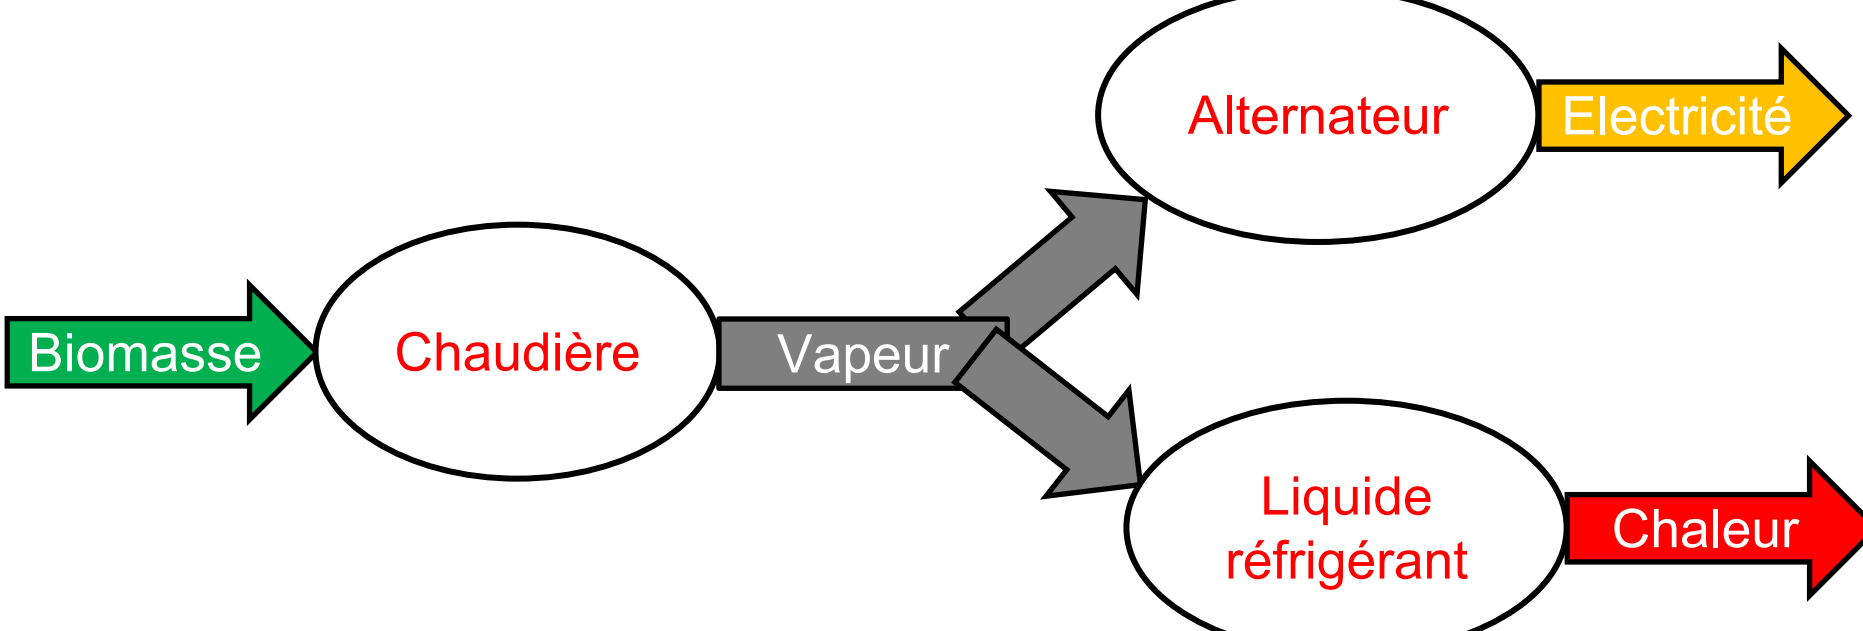 Alternateur
Electricité
Biomasse
Chaudière
Vapeur
Liquide
réfrigérant
Chaleur